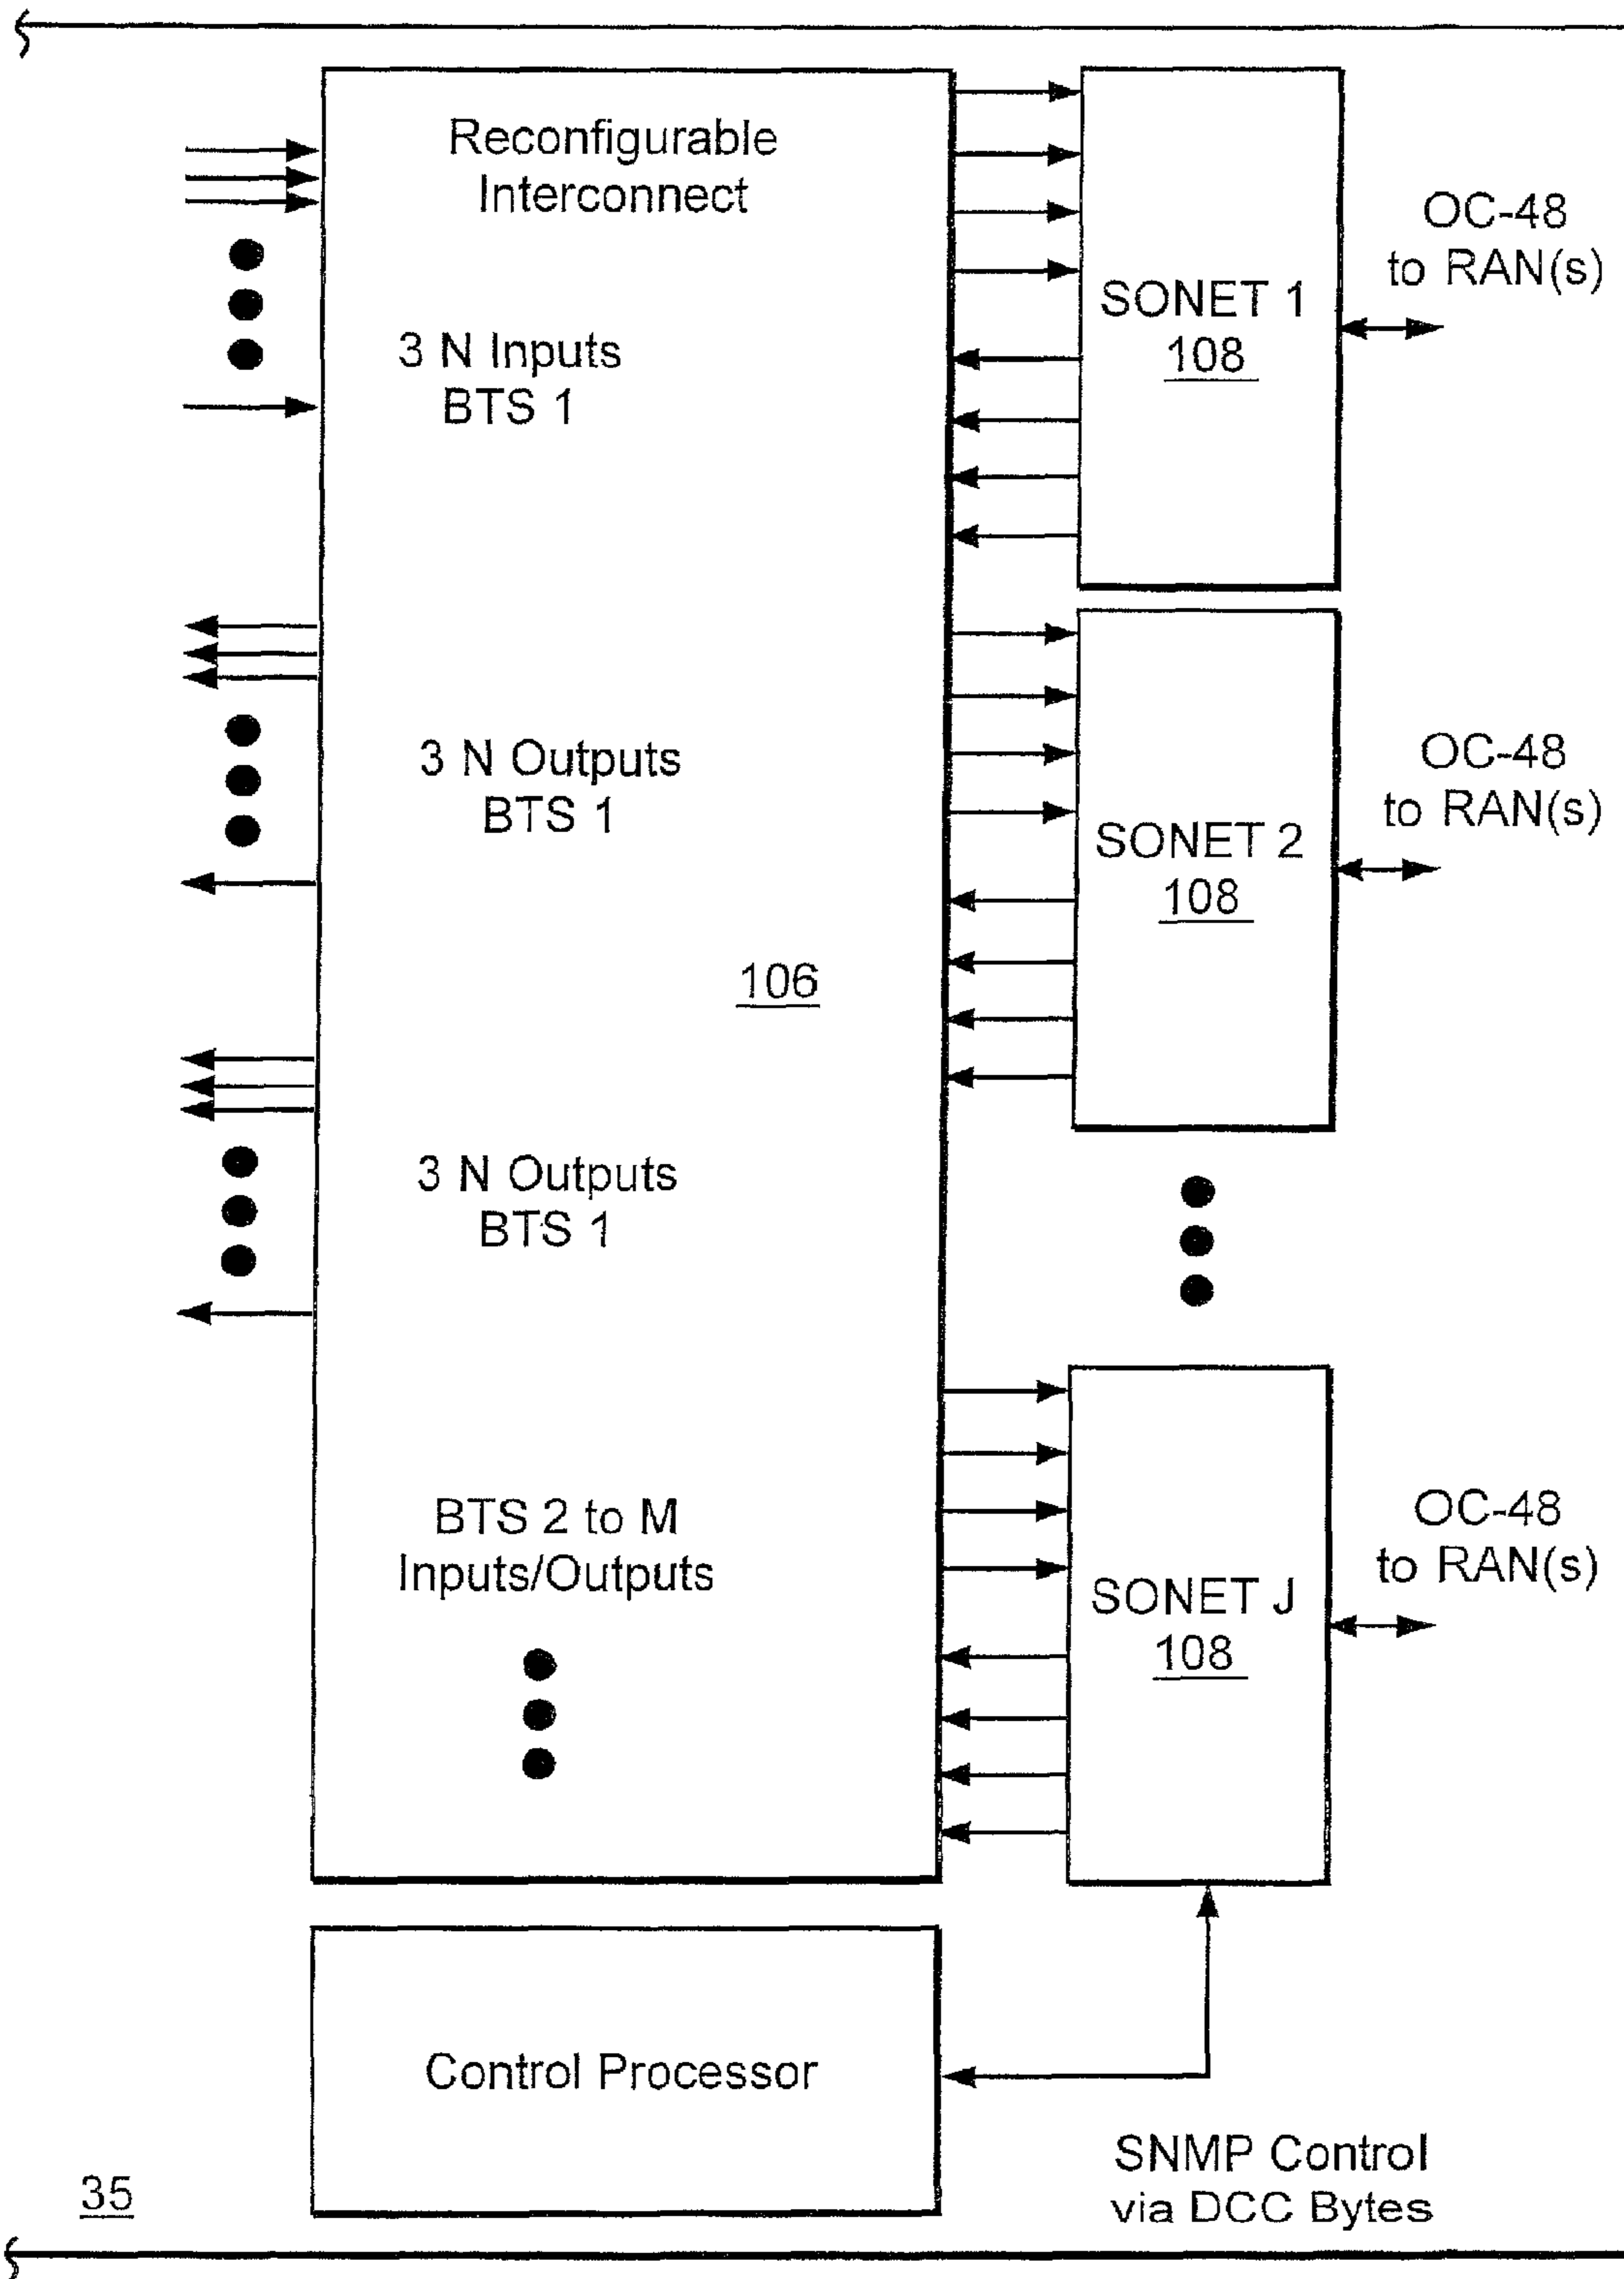 Reconfigurable
Interconnect
3 N Inputs
BTS 1
3 N Outputs
BTS 1
106
3 N Outputs
BTS 1
BTS 2 to M
Inputs/Outputs
SONET 1
108
OC-48
to RAN(s)
SONET 2
108
OC-48
to RAN(s)
SONET J
108
OC-48
to RAN(s)
Control Processor
SNMP Control
via DCC Bytes
35